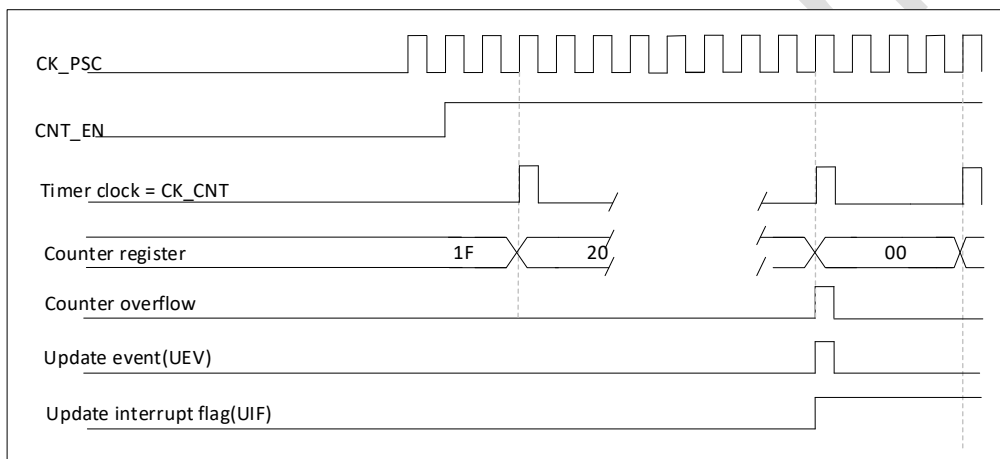 CK_PSC
CNT_EN
Timer clock = CK_CNT
Counter register 1F 20 00
Counter overflow
Update event(UEV)
Update interrupt flag(UIF)